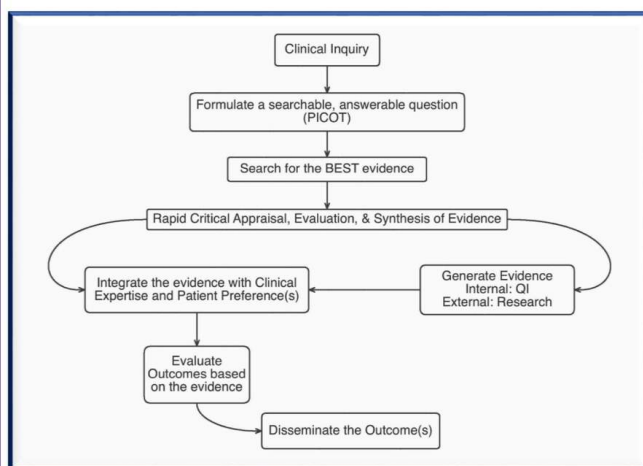 Clinical Inquiry
Formulate a searchable, answerable question
(PICOT)
Search for the BEST evidence
Rapid Critical Appraisal, Evaluation, & Synthesis of Evidence
Integrate the evidence with Clinical
Expertise and Patient Preference(s)
Generate Evidence
Internal: QI
External: Research
Evaluate
Outcomes based
on the evidence
Disseminate the Outcome(s)